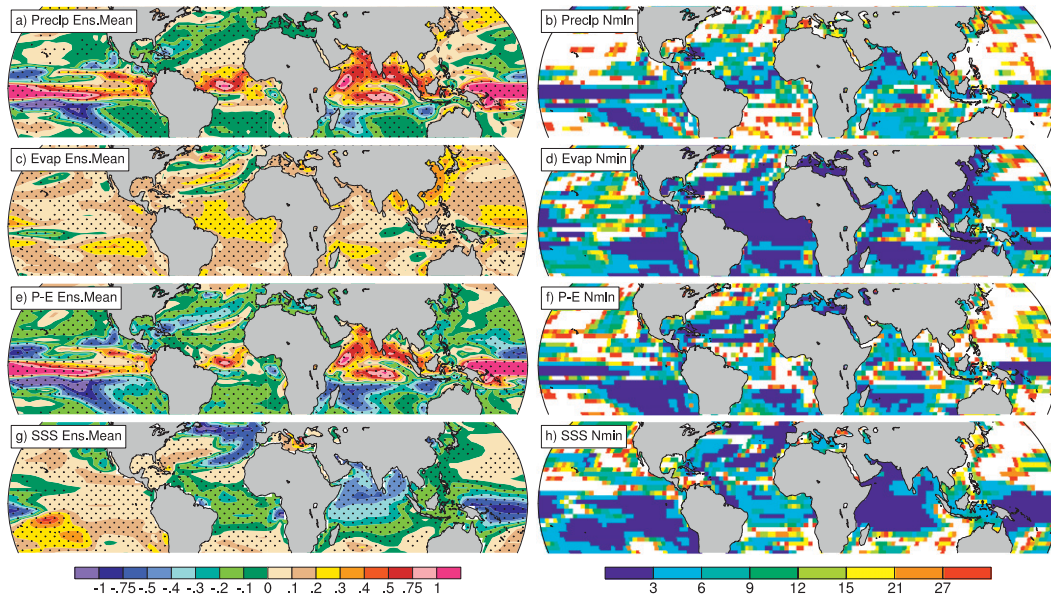 a) Precip Ens.Mean
b) Precip Nmin
c) Evap Ens.Mean
d) Evap Nmin
e) P-E Ens.Mean
f) P-E Nmin
g) SSS Ens.Mean
h) SSS Nmin
-1 -.75 -.5 -.4 -.3 -.2 -.1 0 .1 .2 .3 .4 .5 .75 1
3 6 9 12 15 21 27